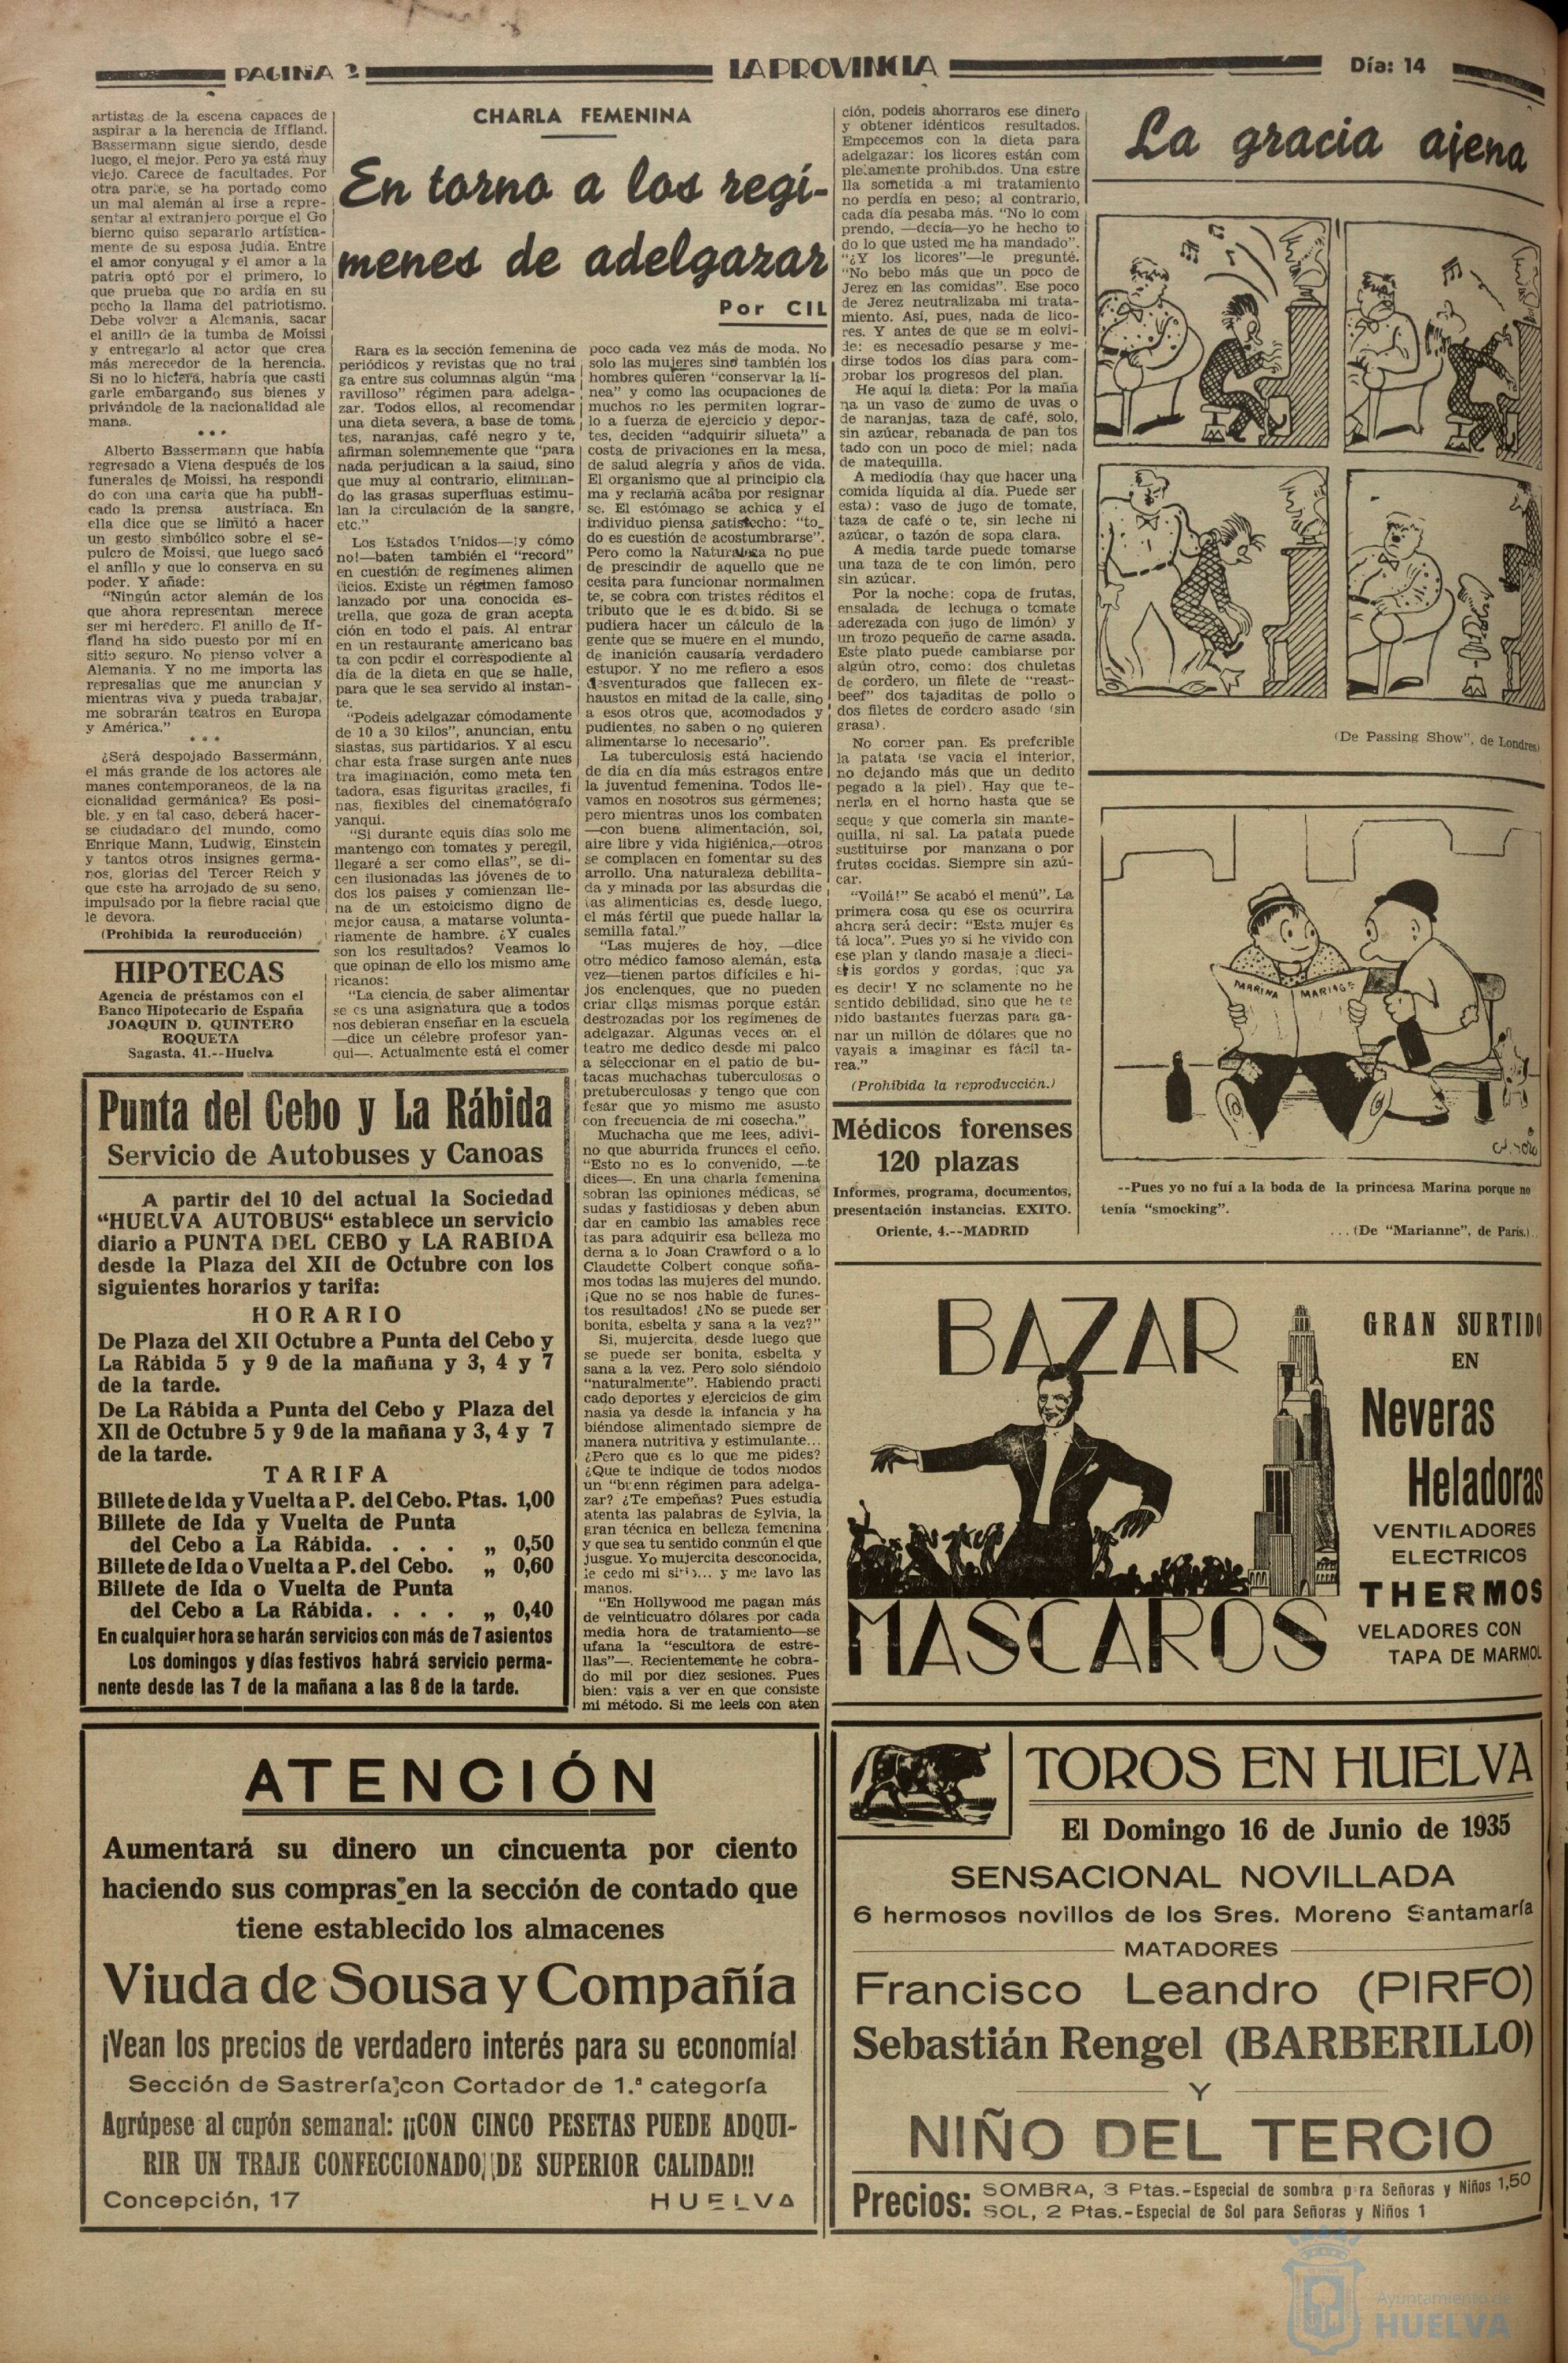 PAGINA 2
LA PROVINCIA
Día: 14
artistas de la escena capaces de
aspirar a la herencia de Iffland.
Bassermann sigue siendo, desde
luego, el mejor. Pero ya está muy
viejo. Carece de facultades. Por
otra parte, se ha portado como
un mal alemán al irse a repre-
sentar al extranjero porque el Go
bierno quiso separarlo artística-
mente de su esposa judía. Entre
el amor conyugal y el amor a la
patria optó por el primero, lo
que prueba que no ardía en su
pecho la llama del patriotismo.
Debe volver a Alemania, sacar
el anillo de la tumba de Moissi
y entregarlo al actor que crea
más merecedor de la herencia.
Si no lo hiciera, habría que casti
garle embargando sus bienes y
privándole de la nacionalidad ale
mana.
* * *
Alberto Bassermann que había
regresado a Viena después de los
funerales de Moissi, ha respondi
do con una carta que ha publi-
cado la prensa austríaca. En
ella dice que se limitó a hacer
un gesto simbólico sobre el se-
pulcro de Moissi, que luego sacó
el anillo y que lo conserva en su
poder. Y añade:
"Ningún actor alemán de los
que ahora representan merece
ser mi heredero. El anillo de If-
fland ha sido puesto por mí en
sitio seguro. No pienso volver a
Alemania. Y no me importa las
represalias que me anuncian y
mientras viva y pueda trabajar,
me sobrarán teatros en Europa
y América."
* * *
¿Será despojado Bassermánn,
el más grande de los actores ale
manes contemporaneos, de la na
cionalidad germánica? Es posi-
ble. y en tal caso, deberá hacer-
se ciudadano del mundo, como
Enrique Mann, Ludwig, Einstein
y tantos otros insignes germa-
nos, glorias del Tercer Reich y
que este ha arrojado de su seno,
impulsado por la fiebre racial que
le devora.
(Prohibida la reuroducción)
HIPOTECAS
Agencia de préstamos con el
Banco Hipotecario de España
JOAQUIN D. QUINTERO
ROQUETA
Sagasta, 41.--Huelva
CHARLA FEMENINA
En torno a los regí-
menes de adelgazar
Por CIL
Rara es la sección femenina de
periódicos y revistas que no trai
ga entre sus columnas algún "ma
ravilloso" régimen para adelga-
zar. Todos ellos, al recomendar
una dieta severa, a base de toma
tes, naranjas, café negro y te,
afirman solemnemente que "para
nada perjudican a la salud, sino
que muy al contrario, eliminan-
do las grasas superfluas estimu-
lan la circulación de la sangre,
etc."
Los Estados Unidos—¡y cómo
no!—baten también el "record"
en cuestión de regímenes alimen
ticios. Existe un régimen famoso
lanzado por una conocida es-
trella, que goza de gran acepta
ción en todo el país. Al entrar
en un restaurante americano bas
ta con pedir el correspodiente al
día de la dieta en que se halle,
para que le sea servido al instan-
te.
"Podeis adelgazar cómodamente
de 10 a 30 kilos", anuncian, entu
siastas, sus partidarios. Y al escu
char esta frase surgen ante nues
tra imaginación, como meta ten
tadora, esas figuritas graciles, fi
nas, flexibles del cinematógrafo
yanqui.
"Si durante equis días solo me
mantengo con tomates y peregil,
llegaré a ser como ellas", se di-
cen ilusionadas las jóvenes de to
dos los paises y comienzan lle-
na de un estoicismo digno de
mejor causa, a matarse volunta-
riamente de hambre. ¿Y cuales
son los resultados? Veamos lo
que opinan de ello los mismo ame
ricanos:
"La ciencia de saber alimentar
se es una asignatura que a todos
nos debieran enseñar en la escuela
—dice un célebre profesor yan-
qui—. Actualmente está el comer
poco cada vez más de moda. No
solo las mujeres sino también los
hombres quieren "conservar la lí-
nea" y como las ocupaciones de
muchos no les permiten lograr-
lo a fuerza de ejercicio y depor-
tes, deciden "adquirir silueta" a
costa de privaciones en la mesa,
de salud alegría y años de vida.
El organismo que al principio cla
ma y reclama acaba por resignar
se. El estómago se achica y el
individuo piensa satisfecho: "to_
do es cuestión de acostumbrarse".
Pero como la Naturaleza no pue
de prescindir de aquello que ne
cesita para funcionar normalmen
te, se cobra con tristes réditos el
tributo que le es debido. Si se
pudiera hacer un cálculo de la
gente que se muere en el mundo,
de inanición causaría verdadero
estupor. Y no me refiero a esos
desventurados que fallecen ex-
haustos en mitad de la calle, sino
a esos otros que, acomodados y
pudientes, no saben o no quieren
alimentarse lo necesario".
La tuberculosis está haciendo
de día en día más estragos entre
la juventud femenina. Todos lle-
vamos en nosotros sus gérmenes;
pero mientras unos los combaten
—con buena alimentación, sol,
aire libre y vida higiénica,—otros
se complacen en fomentar su des
arrollo. Una naturaleza debilita-
da y minada por las absurdas die
tas alimenticias es, desde luego,
el más fértil que puede hallar la
semilla fatal."
"Las mujeres de hoy, —dice
otro médico famoso alemán, esta
vez—tienen partos difíciles e hi-
jos enclenques, que no pueden
criar ellas mismas porque están
destrozadas por los regímenes de
adelgazar. Algunas veces en el
teatro me dedico desde mi palco
a seleccionar en el patio de bu-
tacas muchachas tuberculosas o
pretuberculosas y tengo que con
fesar que yo mismo me asusto
con frecuencia de mi cosecha."
Muchacha que me lees, adivi-
no que aburrida frunces el ceño.
"Esto no es lo convenido, —te
dices—. En una charla femenina
sobran las opiniones médicas, se
sudas y fastidiosas y deben abun
dar en cambio las amables rece
tas para adquirir esa belleza mo
derna a lo Joan Crawford o a lo
Claudette Colbert conque soña-
mos todas las mujeres del mundo.
¡Que no se nos hable de funes-
tos resultados! ¿No se puede ser
bonita, esbelta y sana a la vez?"
Si, mujercita, desde luego que
se puede ser bonita, esbelta y
sana a la vez. Pero solo siéndolo
"naturalmente". Habiendo practi
cado deportes y ejercicios de gim
nasia ya desde la infancia y ha
biéndose alimentado siempre de
manera nutritiva y estimulante...
¿Pero que es lo que me pides?
¿Que te indique de todos modos
un "buenn régimen para adelga-
zar? ¿Te empeñas? Pues estudia
atenta las palabras de Sylvia, la
gran técnica en belleza femenina
y que sea tu sentido común el que
jusgue. Yo mujercita desconocida,
le cedo mi sitio... y me lavo las
manos.
"En Hollywood me pagan más
de veinticuatro dólares por cada
media hora de tratamiento—se
ufana la "escultora de estre-
llas"—. Recientemente he cobra-
do mil por diez sesiones. Pues
bien: vais a ver en que consiste
mi método. Si me leeis con aten
ción, podeis ahorraros ese dinero
y obtener idénticos resultados.
Empecemos con la dieta para
adelgazar: los licores están com
pletamente prohibidos. Una estre
lla sometida a mi tratamiento
no perdía en peso; al contrario,
cada día pesaba más. "No lo com
prendo, —decía—yo he hecho to
do lo que usted me ha mandado".
"¿Y los licores"—le pregunté.
"No bebo más que un poco de
Jerez en las comidas". Ese poco
de Jerez neutralizaba mi trata-
miento. Así, pues, nada de lico-
res. Y antes de que se m eolvi-
de: es necesadio pesarse y me-
dirse todos los días para com-
probar los progresos del plan.
He aquí la dieta: Por la maña
na un vaso de zumo de uvas o
de naranjas, taza de café, solo,
sin azúcar, rebanada de pan tos
tado con un poco de miel; nada
de matequilla.
A mediodía (hay que hacer una
comida líquida al día. Puede ser
esta): vaso de jugo de tomate,
taza de café o te, sin leche ni
azúcar, o tazón de sopa clara.
A media tarde puede tomarse
una taza de te con limón, pero
sin azúcar.
Por la noche: copa de frutas,
ensalada de lechuga o tomate
aderezada con jugo de limón) y
un trozo pequeño de carne asada.
Este plato puede cambiarse por
algún otro, como: dos chuletas
de cordero, un filete de "reast-
beef" dos tajaditas de pollo o
dos filetes de cordero asado (sin
grasa).
No comer pan. Es preferible
la patata (se vacia el interior,
no dejando más que un dedito
pegado a la piel). Hay que te-
nerla en el horno hasta que se
seque y que comerla sin mante-
quilla, ni sal. La patata puede
sustituirse por manzana o por
frutas cocidas. Siempre sin azú-
car.
"Voilá!" Se acabó el menú". La
primera cosa qu ese os ocurrira
ahora será decir: "Esta mujer es
tá loca". Pues yo si he vivido con
ese plan y dando masaje a dieci-
séis gordos y gordas, ¡que ya
es decir! Y no solamente no he
sentido debilidad, sino que he te
nido bastantes fuerzas para ga-
nar un millón de dólares que no
vayais a imaginar es fácil ta-
rea."
(Prohibida la reproducción.)
Médicos forenses
120 plazas
Informes, programa, documentos,
presentación instancias. EXITO.
Oriente, 4.--MADRID
La gracia ajena
(De Passing Show", de Londres)
MARINA
MARIAGE
--Pues yo no fuí a la boda de la princesa Marina porque no
tenía "smocking".
...(De "Marianne", de París.)
Punta del Cebo y La Rábida
Servicio de Autobuses y Canoas
A partir del 10 del actual la Sociedad
"HUELVA AUTOBUS" establece un servicio
diario a PUNTA DEL CEBO y LA RABIDA
desde la Plaza del XII de Octubre con los
siguientes horarios y tarifa:
HORARIO
De Plaza del XII Octubre a Punta del Cebo y
La Rábida 5 y 9 de la mañana y 3, 4 y 7
de la tarde.
De La Rábida a Punta del Cebo y Plaza del
XII de Octubre 5 y 9 de la mañana y 3, 4 y 7
de la tarde.
TARIFA
Billete de Ida y Vuelta a P. del Cebo. Ptas. 1,00
Billete de Ida y Vuelta de Punta
del Cebo a La Rábida. . . . „ 0,50
Billete de Ida o Vuelta a P. del Cebo. „ 0,60
Billete de Ida o Vuelta de Punta
del Cebo a La Rábida. . . . „ 0,40
En cualquier hora se harán servicios con más de 7 asientos
Los domingos y días festivos habrá servicio perma-
nente desde las 7 de la mañana a las 8 de la tarde.
BAZAR
MASCAROS
GRAN SURTIDO
EN
Neveras
Heladoras
VENTILADORES
ELECTRICOS
THERMOS
VELADORES CON
TAPA DE MARMOL
ATENCIÓN
Aumentará su dinero un cincuenta por ciento
haciendo sus compras en la sección de contado que
tiene establecido los almacenes
Viuda de Sousa y Compañía
¡Vean los precios de verdadero interés para su economía!
Sección de Sastrería con Cortador de 1.ª categoría
Agrúpese al cupón semanal: ¡¡CON CINCO PESETAS PUEDE ADQUI-
RIR UN TRAJE CONFECCIONADO DE SUPERIOR CALIDAD!!
Concepción, 17 HUELVA
TOROS EN HUELVA
El Domingo 16 de Junio de 1935
SENSACIONAL NOVILLADA
6 hermosos novillos de los Sres. Moreno Santamaría
MATADORES
Francisco Leandro (PIRFO)
Sebastián Rengel (BARBERILLO)
Y
NIÑO DEL TERCIO
Precios: SOMBRA, 3 Ptas.-Especial de sombra p ra Señoras y Niños 1,50
SOL, 2 Ptas.-Especial de Sol para Señoras y Niños 1
Ayuntamiento de
HUELVA